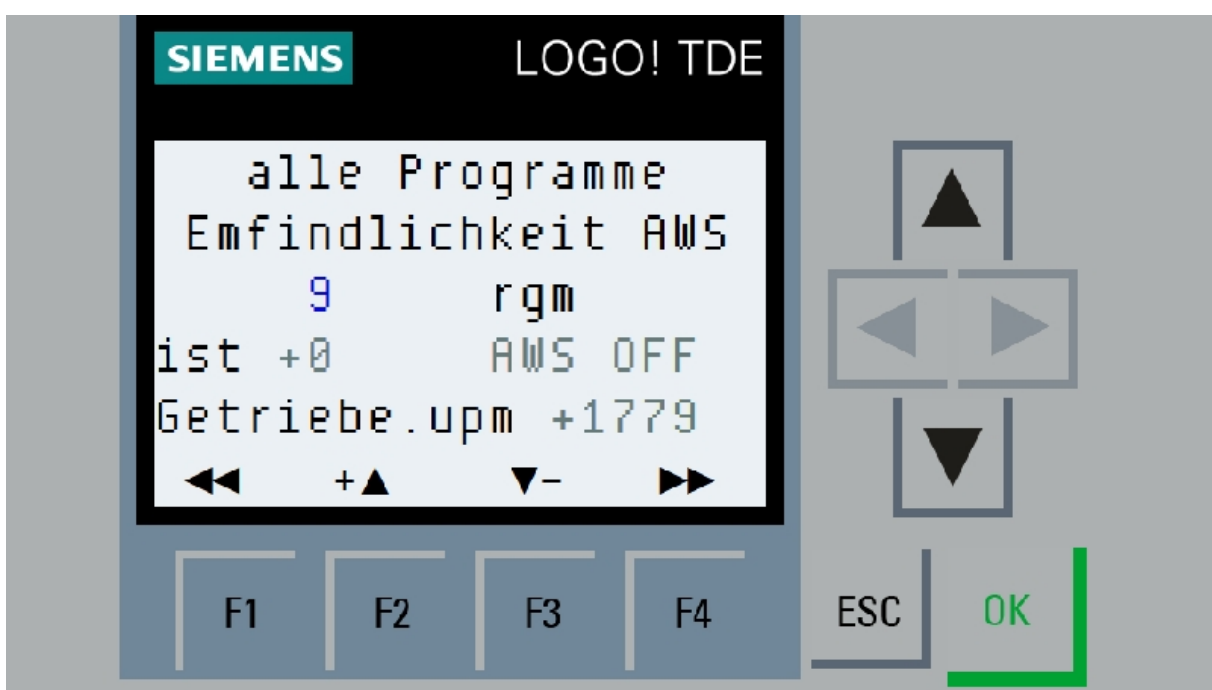 SIEMENS LOGO! TDE
alle Programme
Emfindlichkeit AWS
9 rgm
ist +0 AWS OFF
Getriebe.upm +1779
◀◀ +▲ ▼- ▶▶
F1 F2 F3 F4 ESC OK